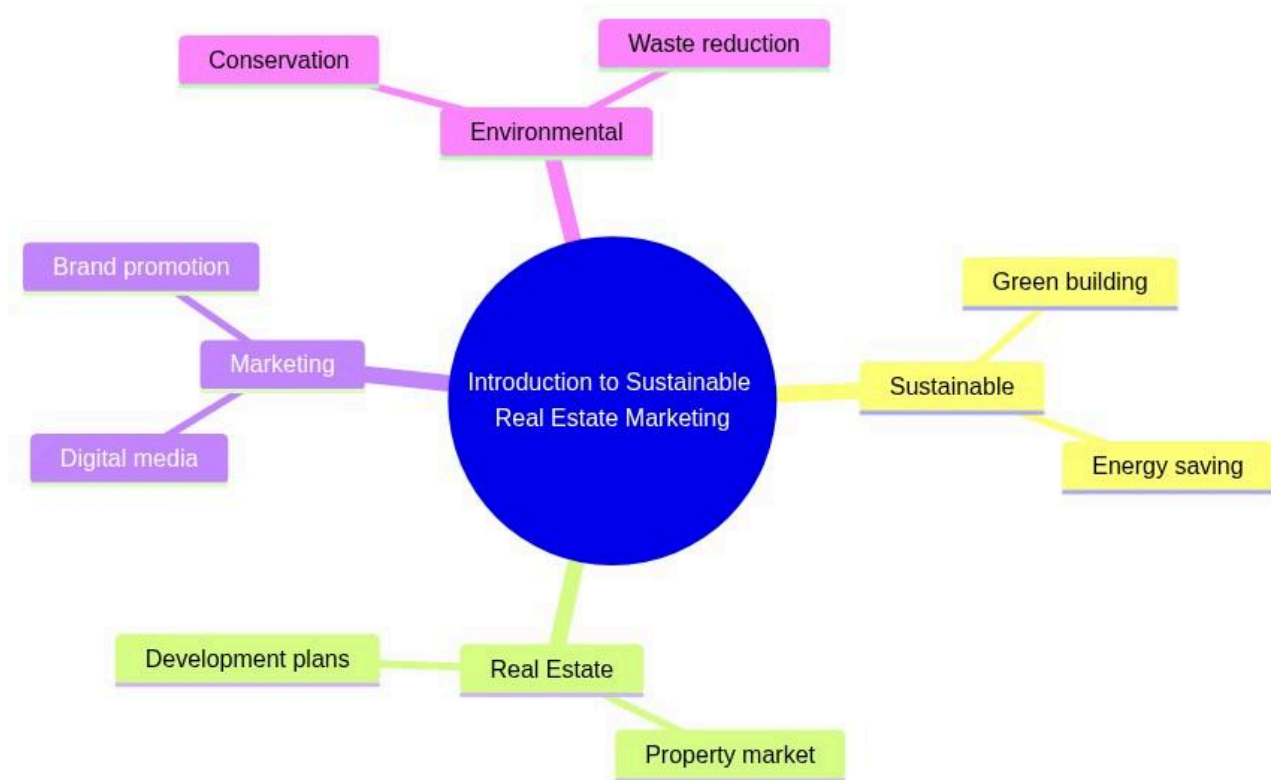 Conservation
Waste reduction
Environmental
Brand promotion
Marketing
Digital media
Introduction to Sustainable
Real Estate Marketing
Green building
Sustainable
Energy saving
Development plans
Real Estate
Property market